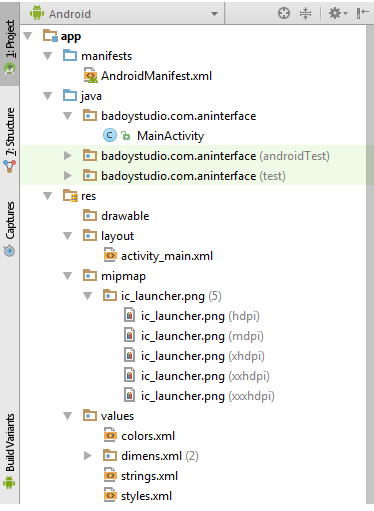 Android
1: Project
7: Structure
Captures
Build Variants
app
manifests
AndroidManifest.xml
java
badoystudio.com.aninterface
MainActivity
badoystudio.com.aninterface (androidTest)
badoystudio.com.aninterface (test)
res
drawable
layout
activity_main.xml
mipmap
ic_launcher.png (5)
ic_launcher.png (hdpi)
ic_launcher.png (mdpi)
ic_launcher.png (xhdpi)
ic_launcher.png (xxhdpi)
ic_launcher.png (xxxhdpi)
values
colors.xml
dimens.xml (2)
strings.xml
styles.xml